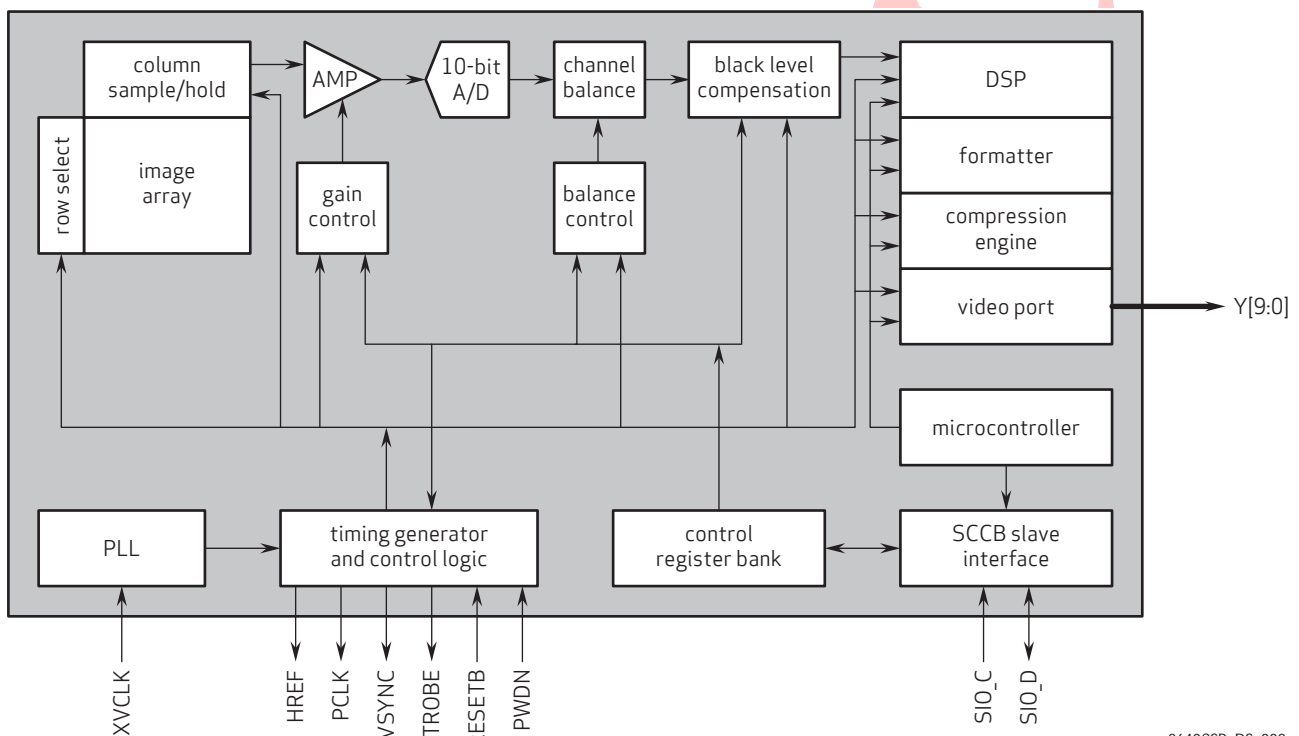 column
sample/hold
AMP
10-bit
A/D
channel
balance
black level
compensation
DSP
row select
image
array
gain
control
balance
control
formatter
compression
engine
video port
Y[9:0]
microcontroller
PLL
timing generator
and control logic
control
register bank
SCCB slave
interface
XVCLK
HREF
PCLK
VSYNC
TROBE
ESETB
PWDN
SIO_C
SIO_D